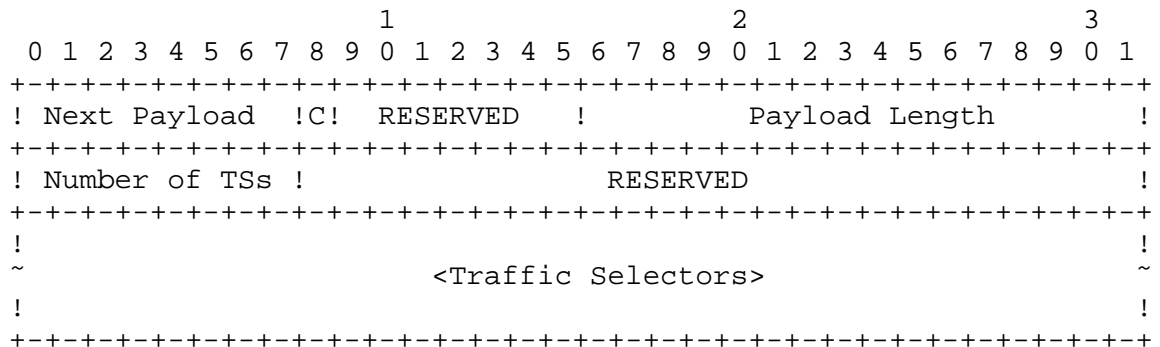 1                   2                   3
 0 1 2 3 4 5 6 7 8 9 0 1 2 3 4 5 6 7 8 9 0 1 2 3 4 5 6 7 8 9 0 1
+-+-+-+-+-+-+-+-+-+-+-+-+-+-+-+-+-+-+-+-+-+-+-+-+-+-+-+-+-+-+-+-+
! Next Payload  !C!  RESERVED   !         Payload Length        !
+-+-+-+-+-+-+-+-+-+-+-+-+-+-+-+-+-+-+-+-+-+-+-+-+-+-+-+-+-+-+-+-+
! Number of TSs !                 RESERVED                      !
+-+-+-+-+-+-+-+-+-+-+-+-+-+-+-+-+-+-+-+-+-+-+-+-+-+-+-+-+-+-+-+-+
!                                                               !
~                       <Traffic Selectors>                     ~
!                                                               !
+-+-+-+-+-+-+-+-+-+-+-+-+-+-+-+-+-+-+-+-+-+-+-+-+-+-+-+-+-+-+-+-+